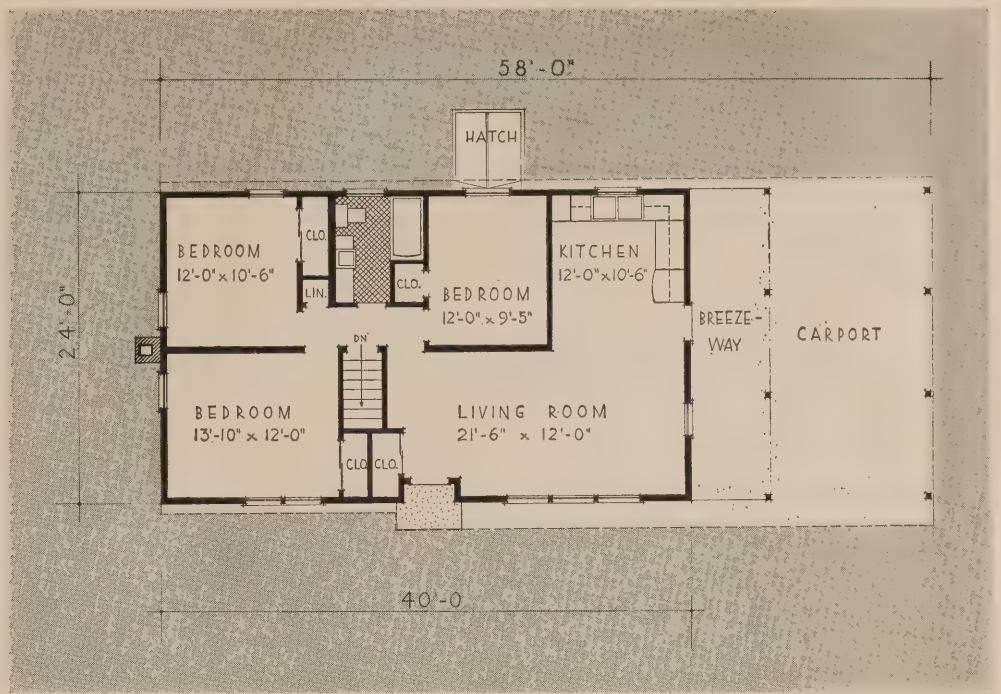 58'-0"
HATCH
24'-0"
BEDROOM
12'-0" x 10'-6"
CLO.
LIN.
CLO.
BEDROOM
12'-0" x 9'-5"
KITCHEN
12'-0" x 10'-6"
BREEZE-
WAY
CARPORT
DN
BEDROOM
13'-10" x 12'-0"
LIVING ROOM
21'-6" x 12'-0"
CLO.
CLO.
40'-0